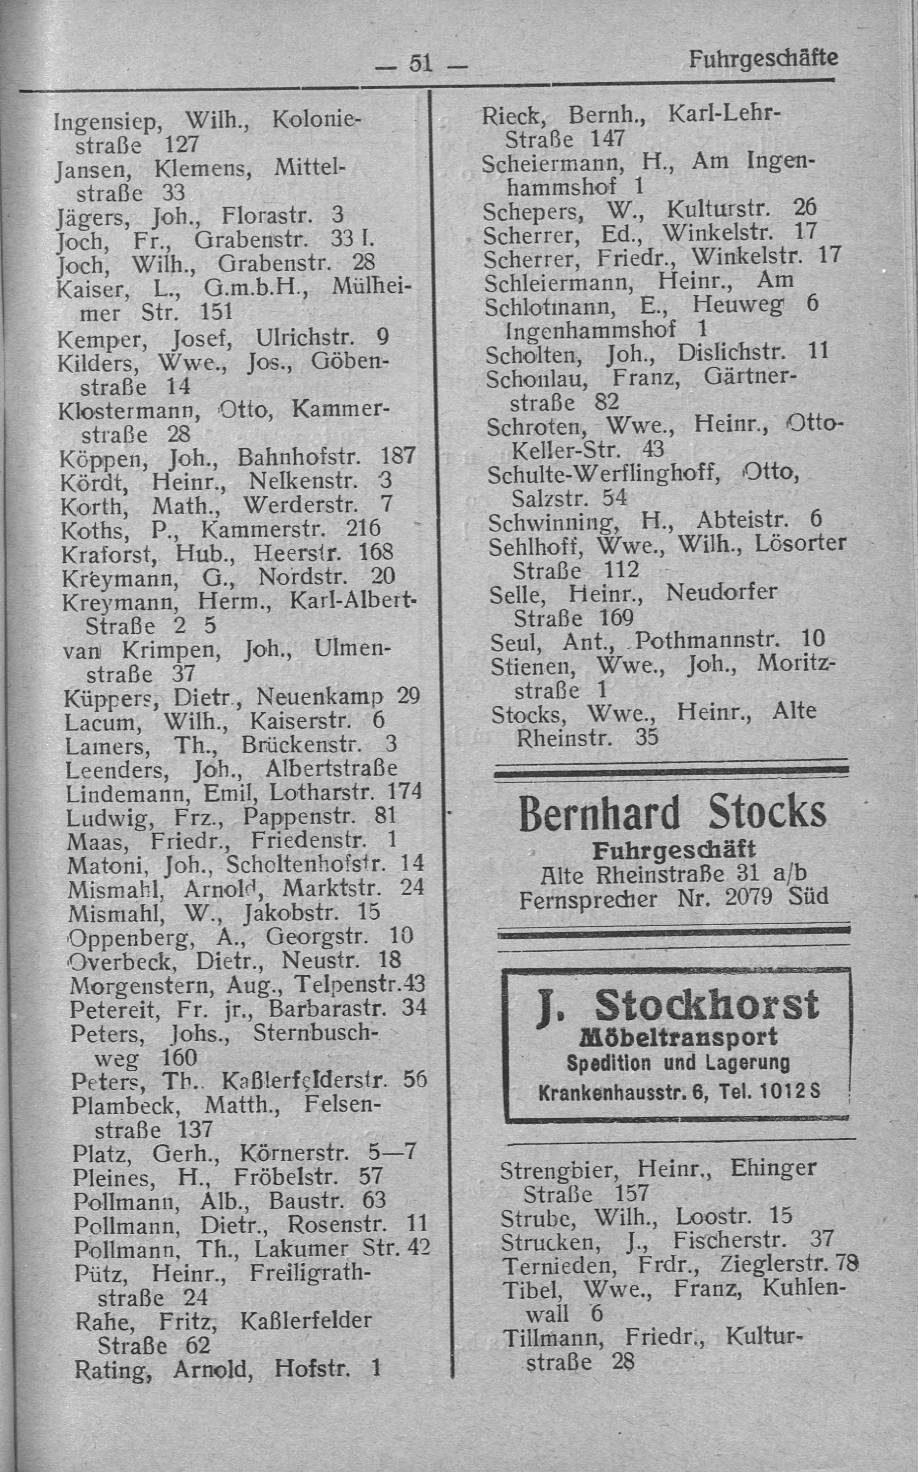 — 51 —
Fuhrgeschäfte
Ingensiep, Wilh., Kolonie-
straße 127
Jansen, Klemens, Mittel-
straße 33
Jägers, Joh., Florastr. 3
Joch, Fr., Grabenstr. 33 I.
Joch, Wilh., Grabenstr. 28
Kaiser, L., G.m.b.H., Mülhei-
mer Str. 151
Kemper, Josef, Ulrichstr. 9
Kilders, Wwe., Jos., Göben-
straße 14
Klostermann, Otto, Kammer-
straße 28
Köppen, Joh., Bahnhofstr. 187
Kördt, Heinr., Nelkenstr. 3
Korth, Math., Werderstr. 7
Koths, P., Kammerstr. 216
Kraforst, Hub., Heerstr. 168
Kreymann, G., Nordstr. 20
Kreymann, Herm., Karl-Albert-
Straße 2 5
van Krimpen, Joh., Ulmen-
straße 37
Küppers, Dietr., Neuenkamp 29
Lacum, Wilh., Kaiserstr. 6
Lamers, Th., Brückenstr. 3
Leenders, Joh., Albertstraße
Lindemann, Emil, Lotharstr. 174
Ludwig, Frz., Pappenstr. 81
Maas, Friedr., Friedenstr. 1
Matoni, Joh., Scholtenhofstr. 14
Mismahl, Arnold, Marktstr. 24
Mismahl, W., Jakobstr. 15
Oppenberg, A., Georgstr. 10
Overbeck, Dietr., Neustr. 18
Morgenstern, Aug., Telpenstr.43
Petereit, Fr. jr., Barbarastr. 34
Peters, Johs., Sternbusch-
weg 160
Peters, Th.. Kaßlerfelderstr. 56
Plambeck, Matth., Felsen-
straße 137
Platz, Gerh., Körnerstr. 5—7
Pleines, H., Fröbelstr. 57
Pollmann, Alb., Baustr. 63
Pollmann, Dietr., Rosenstr. 11
Pollmann, Th., Lakumer Str. 42
Pütz, Heinr., Freiligrath-
straße 24
Rahe, Fritz, Kaßlerfelder
Straße 62
Rating, Arnold, Hofstr. 1
Rieck, Bernh., Karl-Lehr-
Straße 147
Scheiermann, H., Am Ingen-
hammshof 1
Schepers, W., Kulturstr. 26
Scherrer, Ed., Winkelstr. 17
Scherrer, Friedr., Winkelstr. 17
Schleiermann, Heinr., Am
Schlotmann, E., Heuweg 6
Ingenhammshof 1
Scholten, Joh., Dislichstr. 11
Schonlau, Franz, Gärtner-
straße 82
Schroten, Wwe., Heinr., Otto-
Keller-Str. 43
Schulte-Werflinghoff, Otto,
Salzstr. 54
Schwinning, H., Abteistr. 6
Sehlhoff, Wwe., Wilh., Lösorter
Straße 112
Selle, Heinr., Neudorfer
Straße 169
Seul, Ant., Pothmannstr. 10
Stienen, Wwe., Joh., Moritz-
straße 1
Stocks, Wwe., Heinr., Alte
Rheinstr. 35
Bernhard Stocks
Fuhrgeschäft
Alte Rheinstraße 31 a/b
Fernsprecher Nr. 2079 Süd
J. Stockhorst
Möbeltransport
Spedition und Lagerung
Krankenhausstr. 6, Tel. 1012 S
Strengbier, Heinr., Ehinger
Straße 157
Strube, Wilh., Loostr. 15
Strucken, J., Fischerstr. 37
Ternieden, Frdr., Zieglerstr. 78
Tibel, Wwe., Franz, Kuhlen-
wall 6
Tillmann, Friedr., Kultur-
straße 28